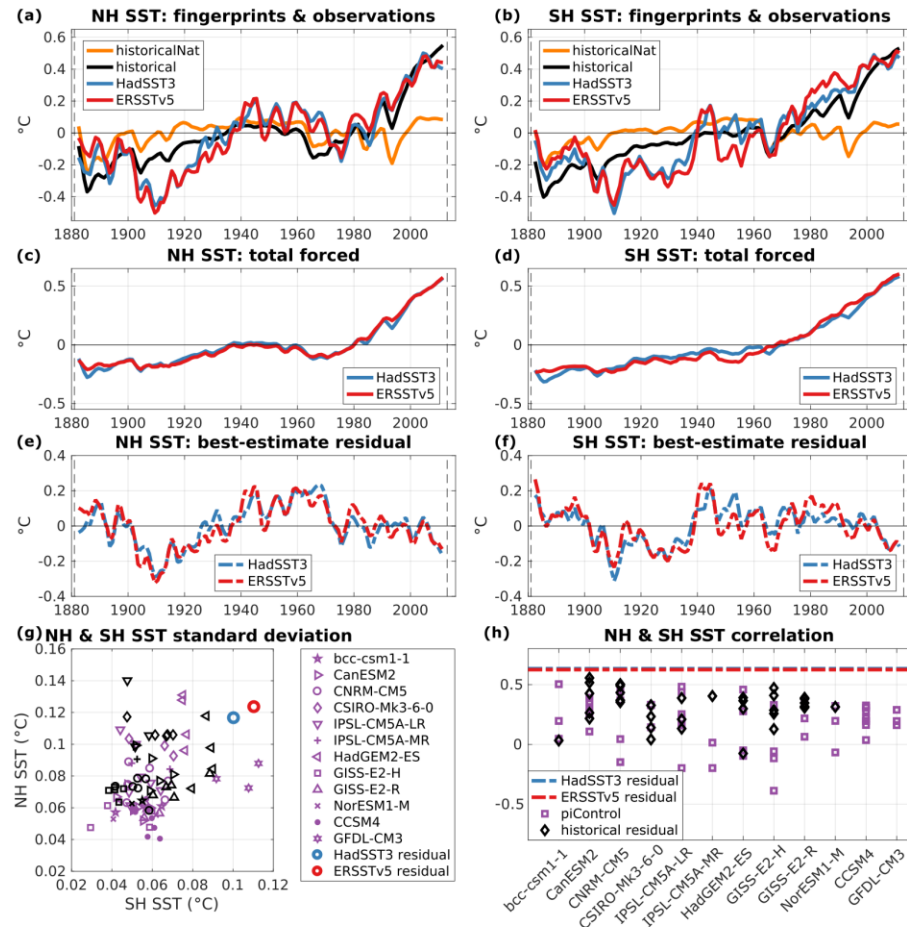 (a) NH SST: fingerprints & observations
0.6
0.4
0.2
0
-0.2
-0.4
°C
historicalNat
historical
HadSST3
ERSSTv5
1880 1900 1920 1940 1960 1980 2000
(b) SH SST: fingerprints & observations
0.6
0.4
0.2
0
-0.2
-0.4
°C
historicalNat
historical
HadSST3
ERSSTv5
1880 1900 1920 1940 1960 1980 2000
(c) NH SST: total forced
0.5
0
-0.5
°C
HadSST3
ERSSTv5
1880 1900 1920 1940 1960 1980 2000
(d) SH SST: total forced
0.5
0
-0.5
°C
HadSST3
ERSSTv5
1880 1900 1920 1940 1960 1980 2000
(e) NH SST: best-estimate residual
0.4
0.2
0
-0.2
-0.4
°C
HadSST3
ERSSTv5
1880 1900 1920 1940 1960 1980 2000
(f) SH SST: best-estimate residual
0.4
0.2
0
-0.2
-0.4
°C
HadSST3
ERSSTv5
1880 1900 1920 1940 1960 1980 2000
(g) NH & SH SST standard deviation
0.16
0.14
0.12
0.1
0.08
0.06
0.04
0.02
NH SST (°C)
0.02 0.04 0.06 0.08 0.1 0.12
SH SST (°C)
bcc-csm1-1
CanESM2
CNRM-CM5
CSIRO-Mk3-6-0
IPSL-CM5A-LR
IPSL-CM5A-MR
HadGEM2-ES
GISS-E2-H
GISS-E2-R
NorESM1-M
CCSM4
GFDL-CM3
HadSST3 residual
ERSSTv5 residual
(h) NH & SH SST correlation
0.5
0
-0.5
HadSST3 residual
ERSSTv5 residual
piControl
historical residual
bcc-csm1-1
CanESM2
CNRM-CM5
CSIRO-Mk3-6-0
IPSL-CM5A-LR
IPSL-CM5A-MR
HadGEM2-ES
GISS-E2-H
GISS-E2-R
NorESM1-M
CCSM4
GFDL-CM3